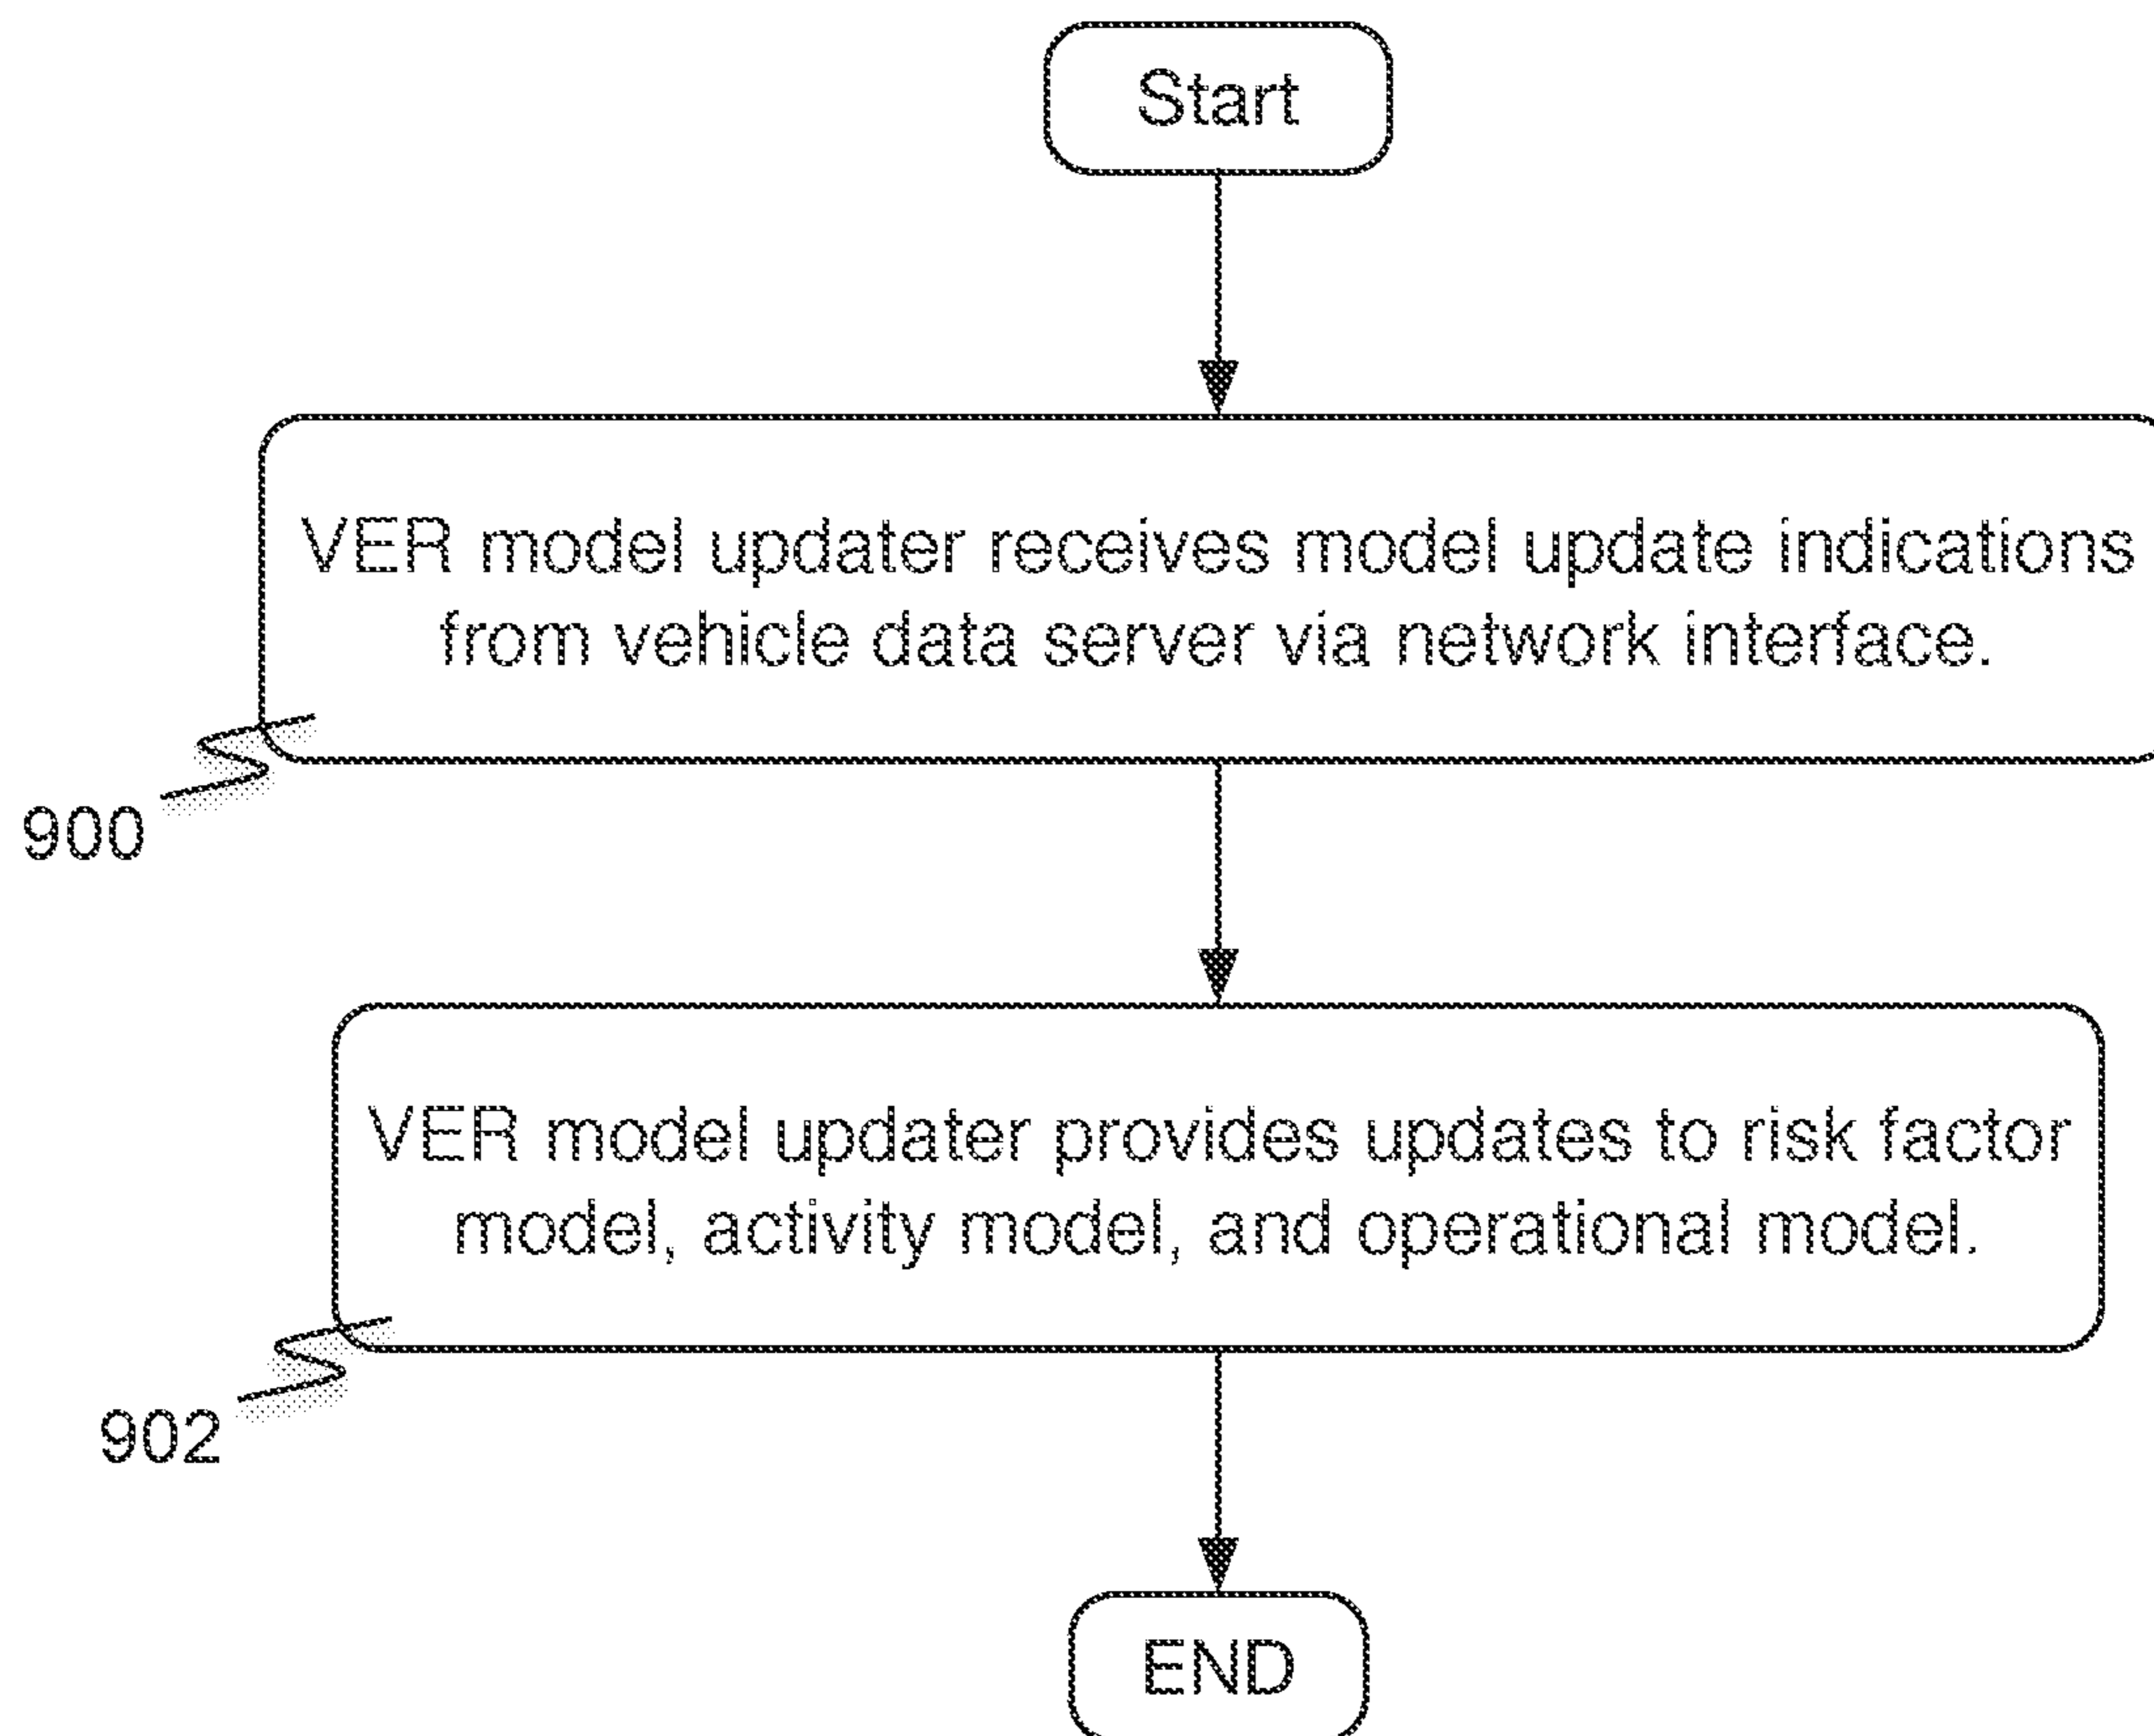 Start
VER model updater receives model update indications
from vehicle data server via network interface.
900
VER model updater provides updates to risk factor
model, activity model, and operational model.
902
END